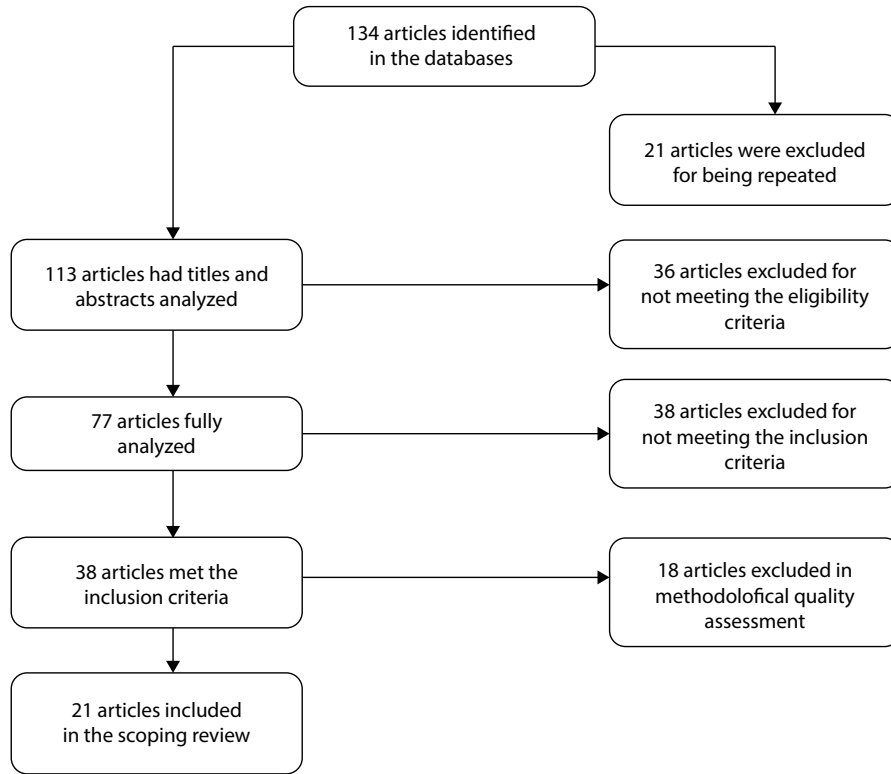 134 articles identified
in the databases
21 articles were excluded
for being repeated
113 articles had titles and
abstracts analyzed
36 articles excluded for
not meeting the eligibility
criteria
77 articles fully
analyzed
38 articles excluded for
not meeting the inclusion
criteria
38 articles met the
inclusion criteria
18 articles excluded in
methodolofical quality
assessment
21 articles included
in the scoping review